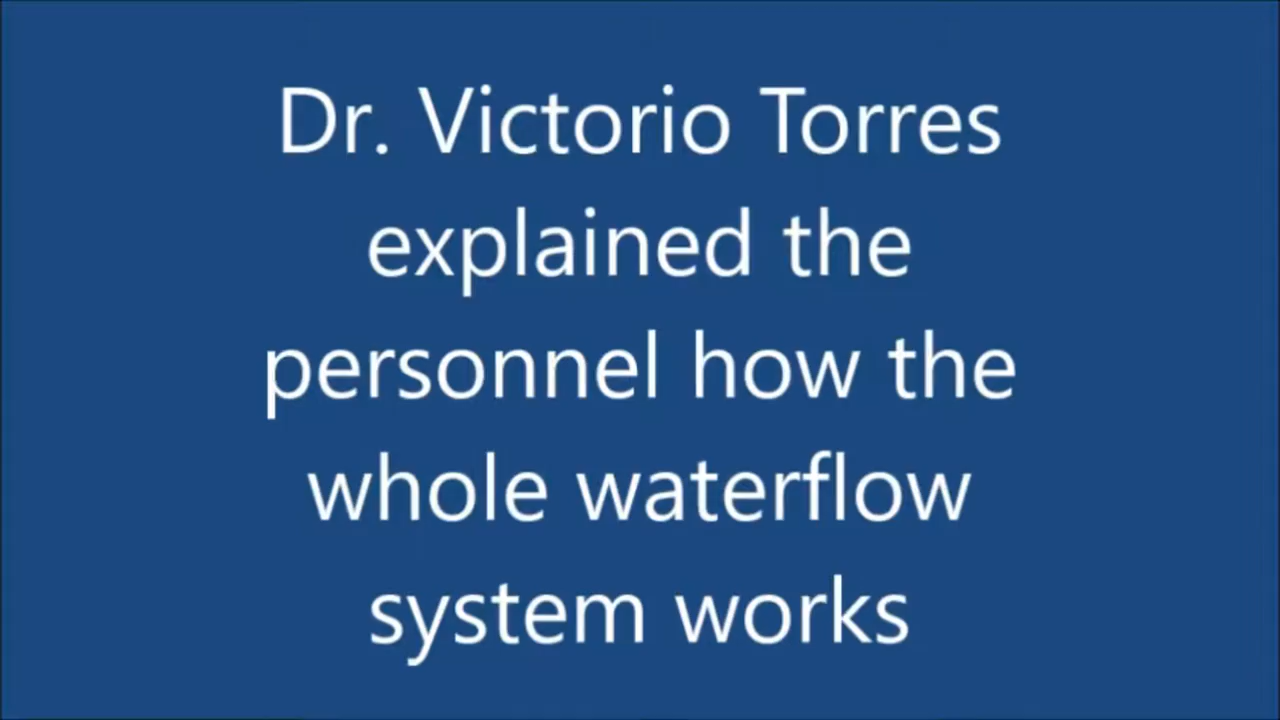 Dr. Victorio Torres
explained the
personnel how the
whole waterflow
system works